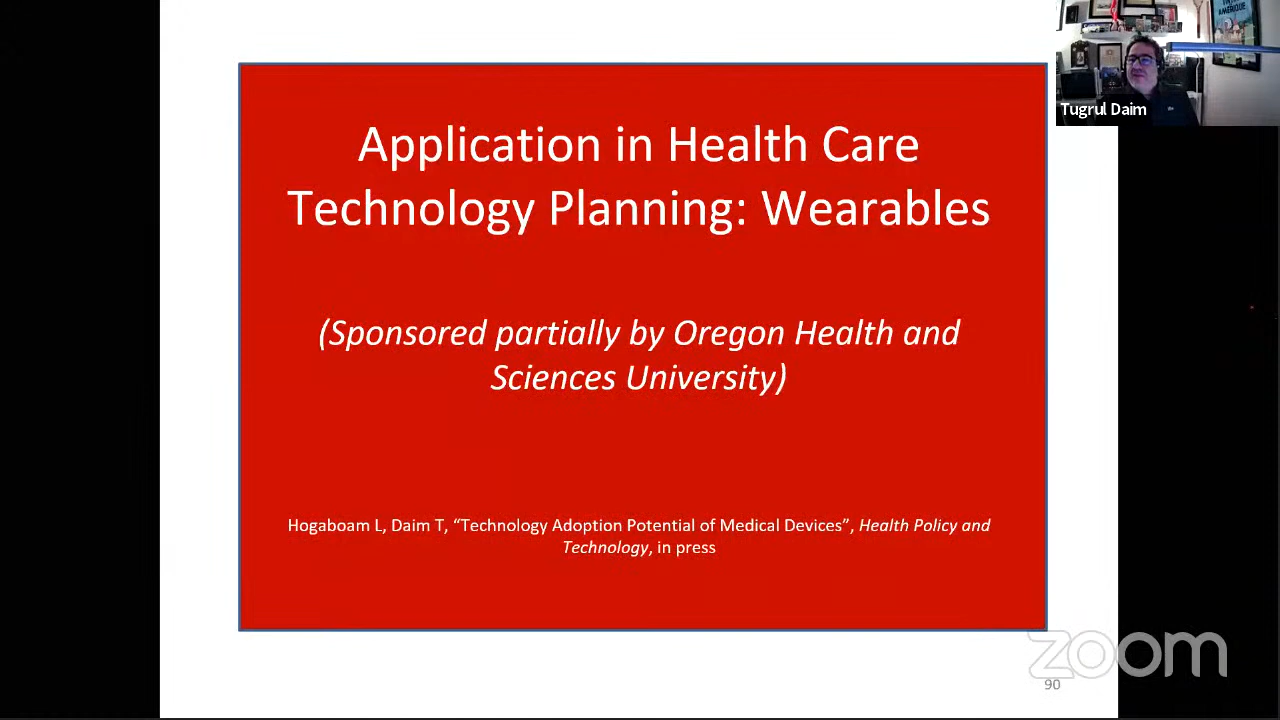 Application in Health Care
Technology Planning: Wearables
(Sponsored partially by Oregon Health and
Sciences University)
Hogaboam L, Daim T, “Technology Adoption Potential of Medical Devices”, Health Policy and
Technology, in press
90
zoom
Tugrul Daim
AMÉRIQUE